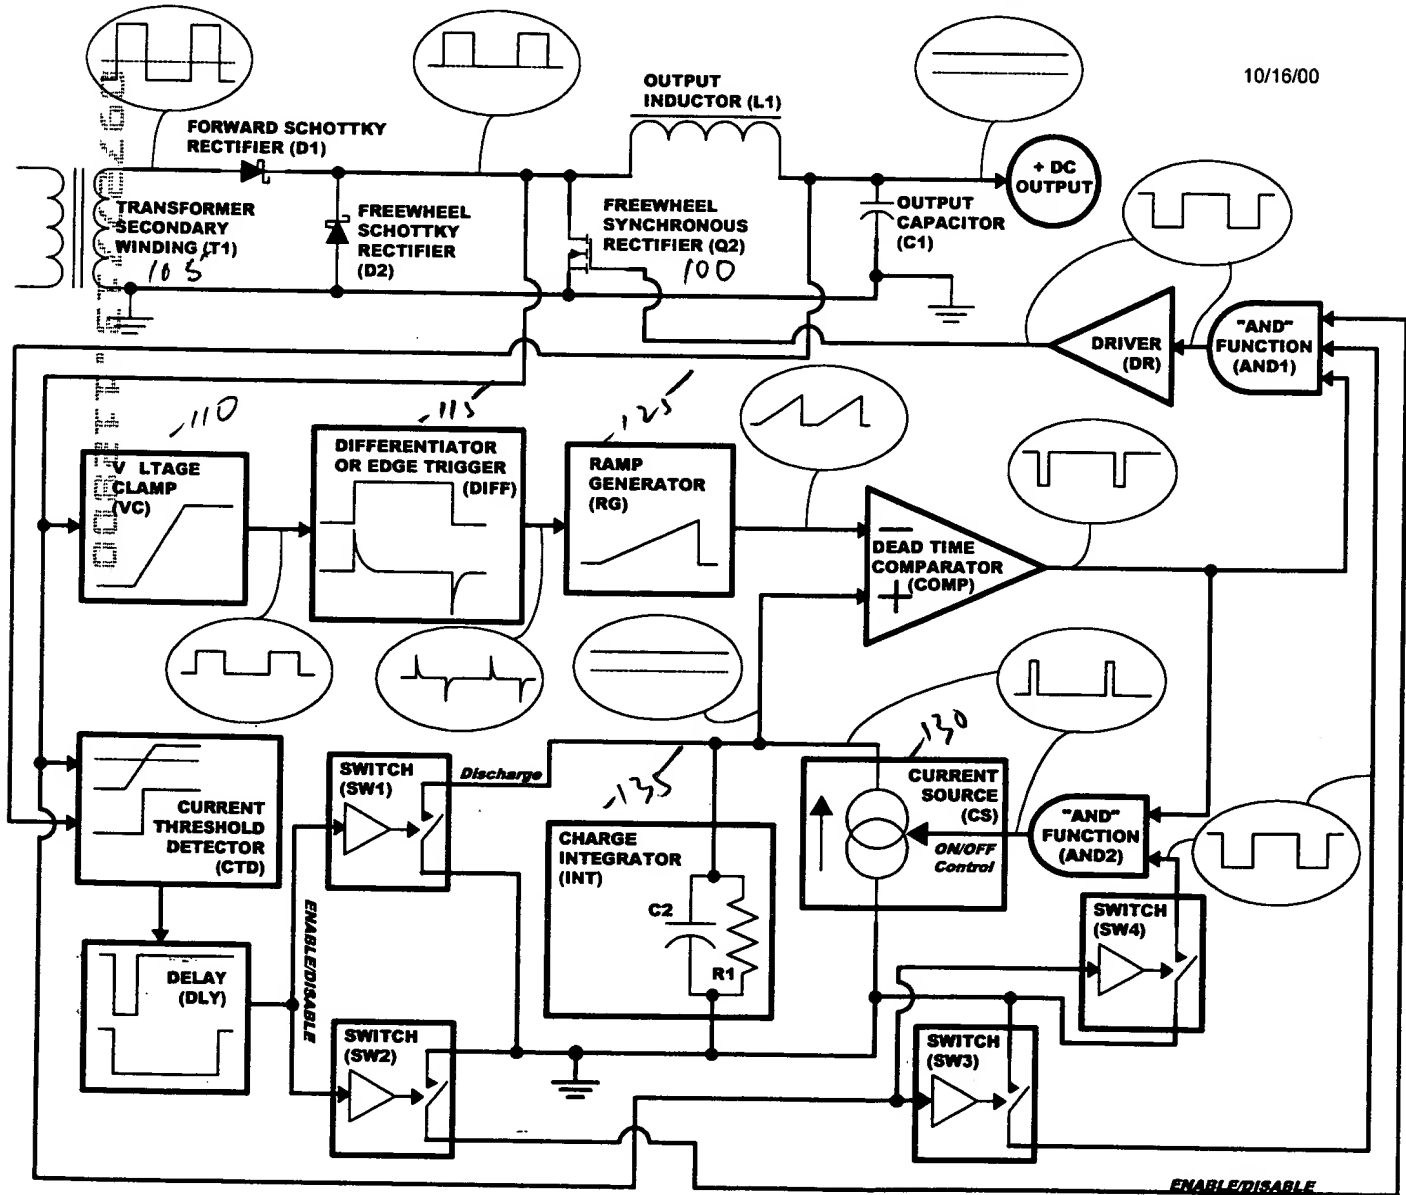 10/16/00
OUTPUT
INDUCTOR (L1)
FORWARD SCHOTTKY
RECTIFIER (D1)
+ DC
OUTPUT
TRANSFORMER
SECONDARY
WINDING (T1)
105
FREEWHEEL
SCHOTTKY
RECTIFIER
(D2)
FREEWHEEL
SYNCHRONOUS
RECTIFIER (Q2)
100
OUTPUT
CAPACITOR
(C1)
DRIVER
(DR)
"AND"
FUNCTION
(AND1)
110
115
125
V LTAGE
CLAMP
(VC)
DIFFERENTIATOR
OR EDGE TRIGGER
(DIFF)
RAMP
GENERATOR
(RG)
DEAD TIME
COMPARATOR
(COMP)
130
135
CURRENT
THRESHOLD
DETECTOR
(CTD)
SWITCH
(SW1)
Discharge
CHARGE
INTEGRATOR
(INT)
C2
R1
CURRENT
SOURCE
(CS)
ON/OFF
Control
"AND"
FUNCTION
(AND2)
SWITCH
(SW4)
DELAY
(DLY)
ENABLE/DISABLE
SWITCH
(SW2)
SWITCH
(SW3)
ENABLE/DISABLE